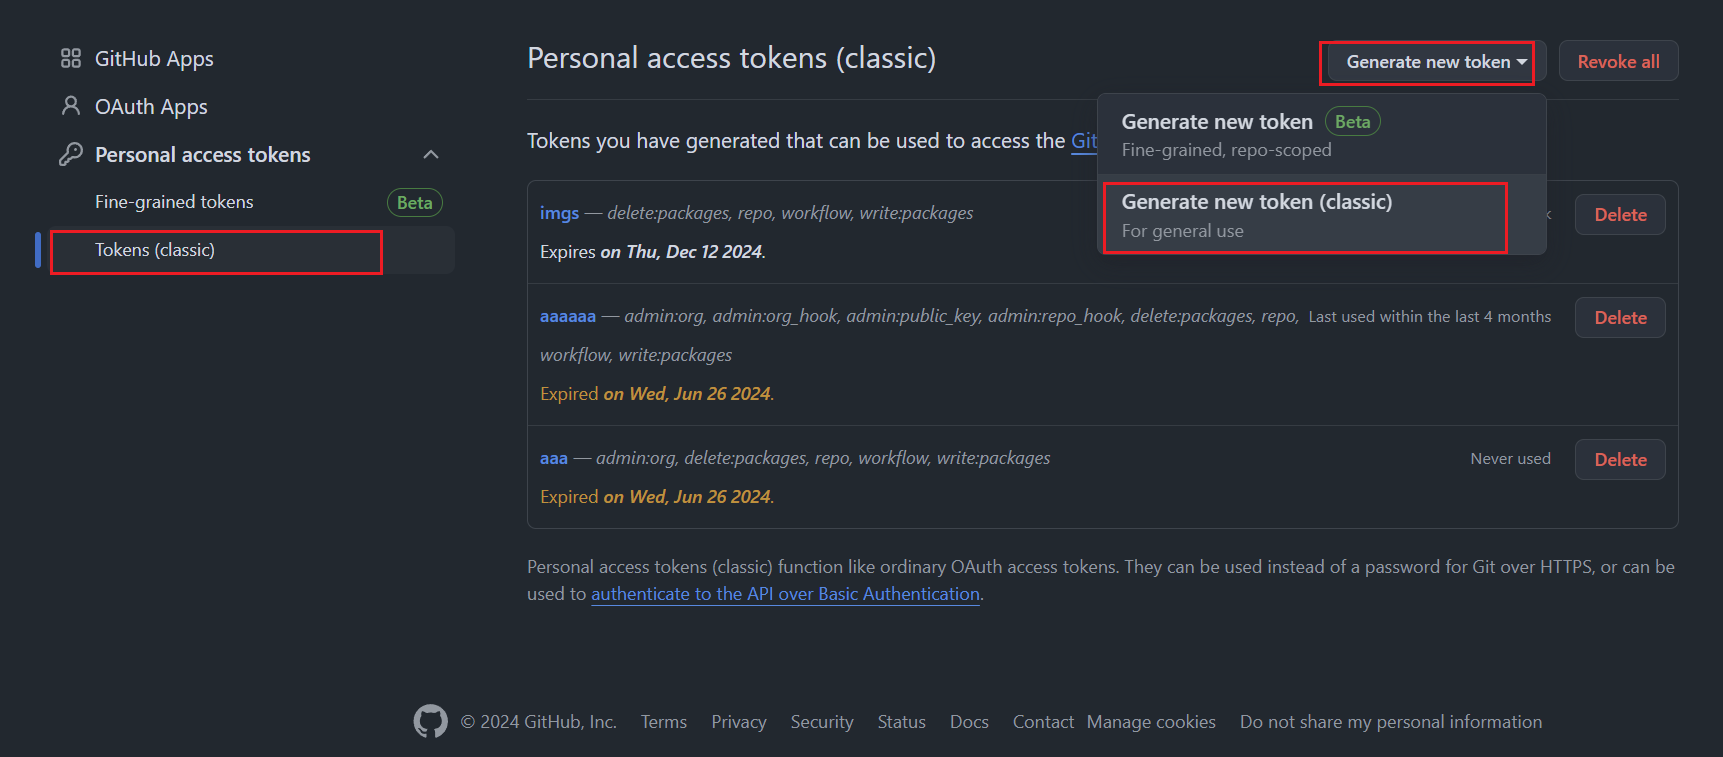 GitHub Apps
OAuth Apps
Personal access tokens
Fine-grained tokens Beta
Tokens (classic)
Personal access tokens (classic)
Generate new token
Revoke all
Generate new token Beta
Fine-grained, repo-scoped
Generate new token (classic)
For general use
Tokens you have generated that can be used to access the Git
imgs — delete:packages, repo, workflow, write:packages
Delete
Expires on Thu, Dec 12 2024.
aaaaaa — admin:org, admin:org_hook, admin:public_key, admin:repo_hook, delete:packages, repo, Last used within the last 4 months Delete
workflow, write:packages
Expired on Wed, Jun 26 2024.
aaa — admin:org, delete:packages, repo, workflow, write:packages Never used Delete
Expired on Wed, Jun 26 2024.
Personal access tokens (classic) function like ordinary OAuth access tokens. They can be used instead of a password for Git over HTTPS, or can be
used to authenticate to the API over Basic Authentication.
© 2024 GitHub, Inc. Terms Privacy Security Status Docs Contact Manage cookies Do not share my personal information